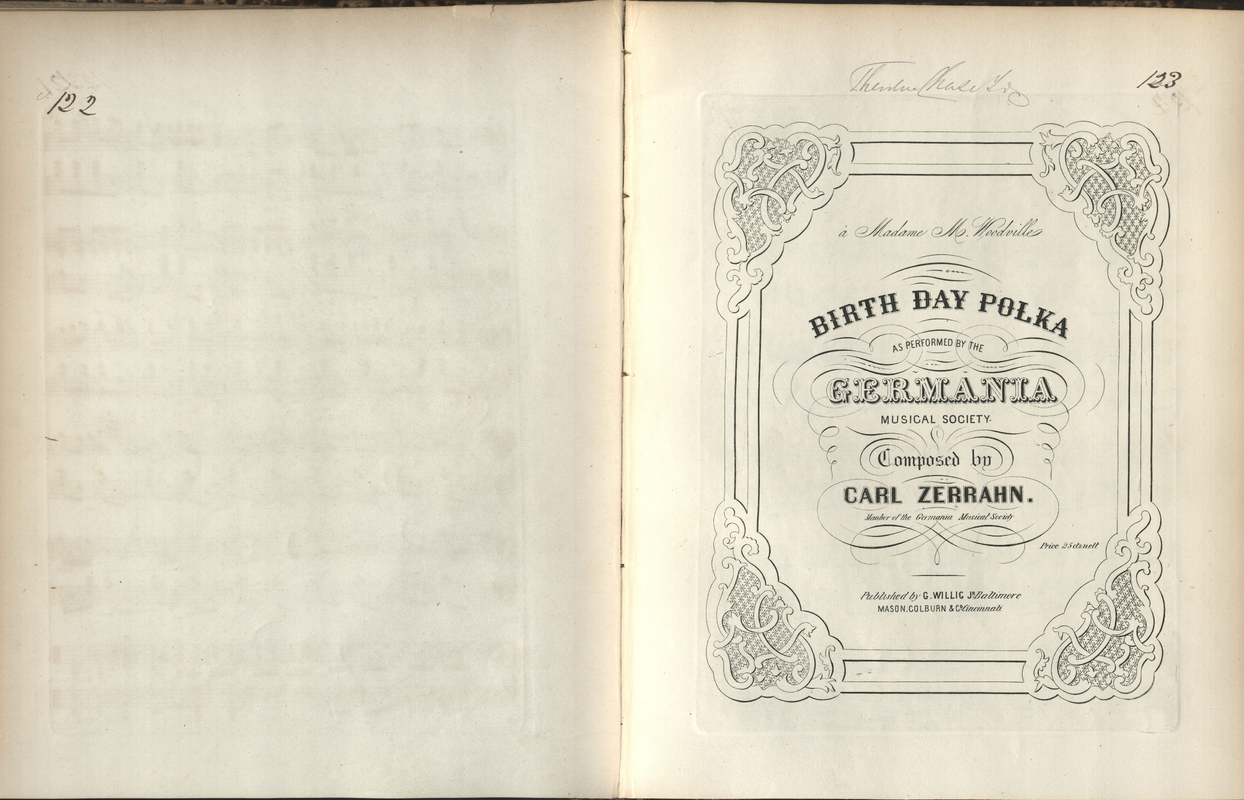 122
123
à Madame M. Woodville
BIRTH DAY POLKA
AS PERFORMED BY THE
GERMANIA
MUSICAL SOCIETY.
Composed by
CARL ZERRAHN.
Member of the Germania Musical Society
Price 25 cts nett
Published by G. WILLIG Jr. Baltimore
MASON, COLBURN & Co. Cincinnati